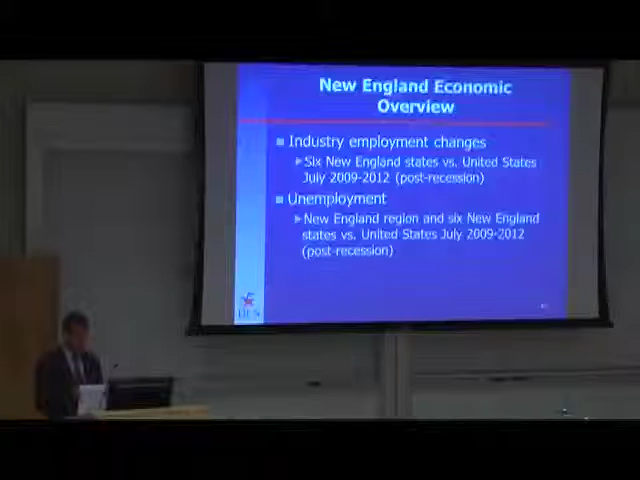 New England Economic
Overview
Industry employment changes
Six New England states vs. United States
July 2009-2012 (post-recession)
Unemployment
New England region and six New England
states vs. United States July 2009-2012
(post-recession)